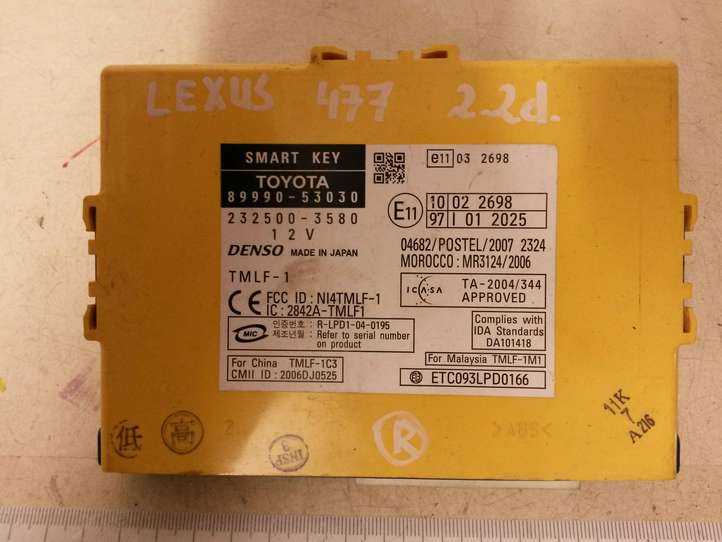 LEXUS 477 2.2d.
SMART KEY
TOYOTA
89990-53030
232500-3580
12V
DENSO MADE IN JAPAN
TMLF-1
CE FCC ID : NI4TMLF-1
IC : 2842A-TMLF1
MIC 인증번호 : R-LPD1-04-0195
제조년월 : Refer to serial number
on product
For China TMLF-1C3
CMII ID : 2006DJ0525
e11 03 2698
E11 10 02 2698
97 I 01 2025
04682/POSTEL/2007 2324
MOROCCO : MR3124/2006
ICASA TA-2004/344
APPROVED
Complies with
IDA Standards
DA101418
For Malaysia TMLF-1M1
ETC093LPD0166
低 高 2 INSP 9 R >ABS<
11K
7
A 216